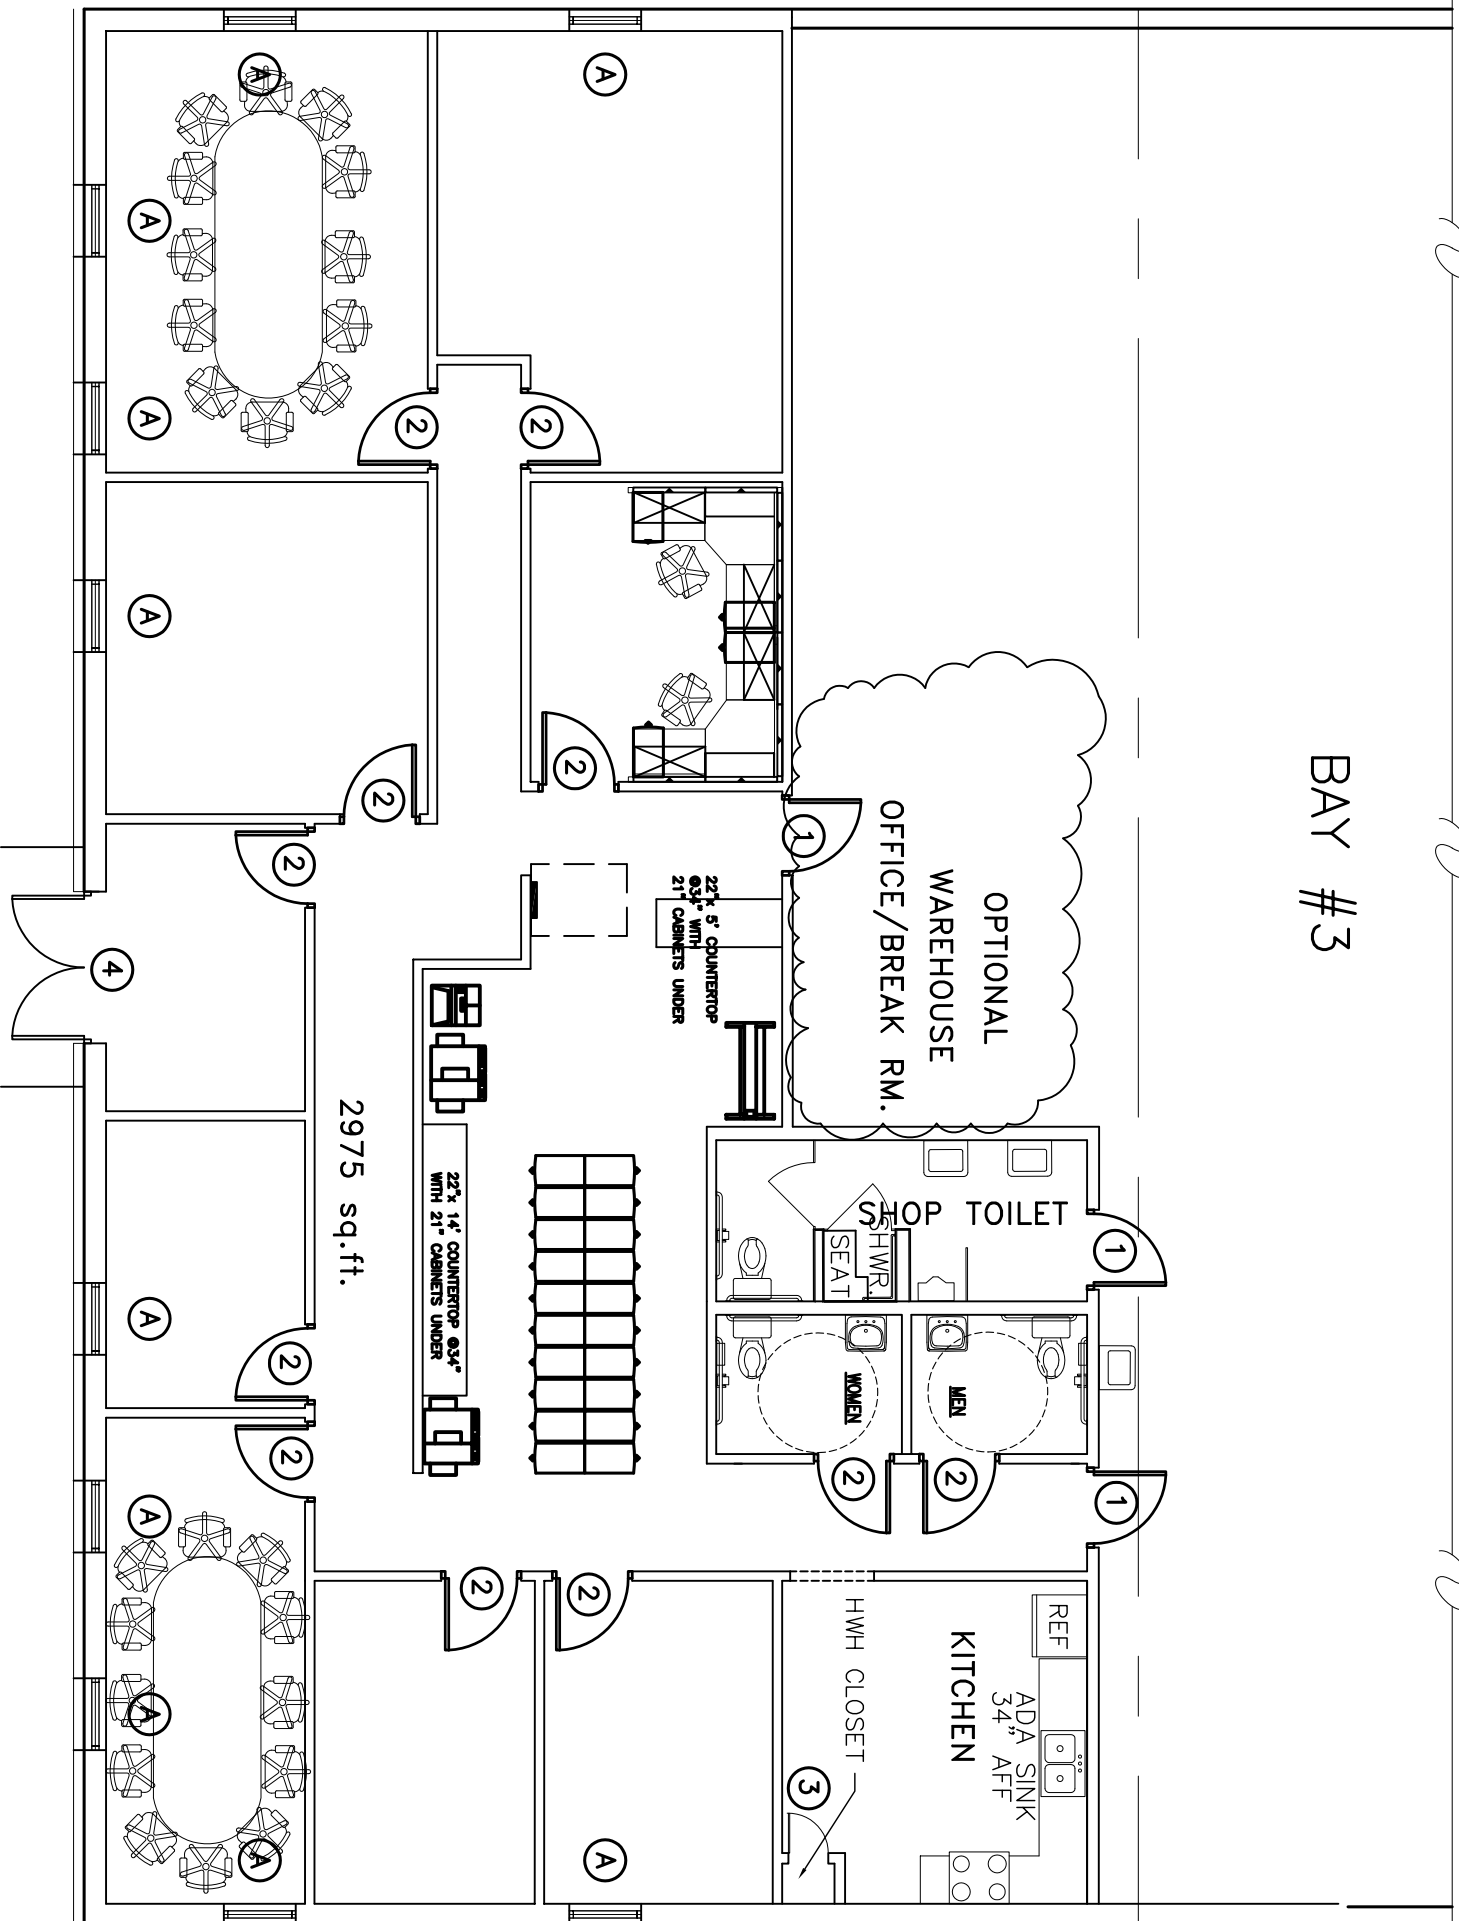 BAY #3
OPTIONAL
WAREHOUSE
OFFICE/BREAK RM.
1
SHOP TOILET
SHWR.
SEAT
1
MEN
WOMEN
2
2
1
REF
ADA SINK
34" AFF
KITCHEN
HWH CLOSET
3
22"x 5' COUNTERTOP
@34" WITH
21" CABINETS UNDER
22"x 14' COUNTERTOP @34"
WITH 21" CABINETS UNDER
2975 sq.ft.
A
A
2
2
2
2
2
2
2
2
2
4
A
A
A
A
A
A
A
A